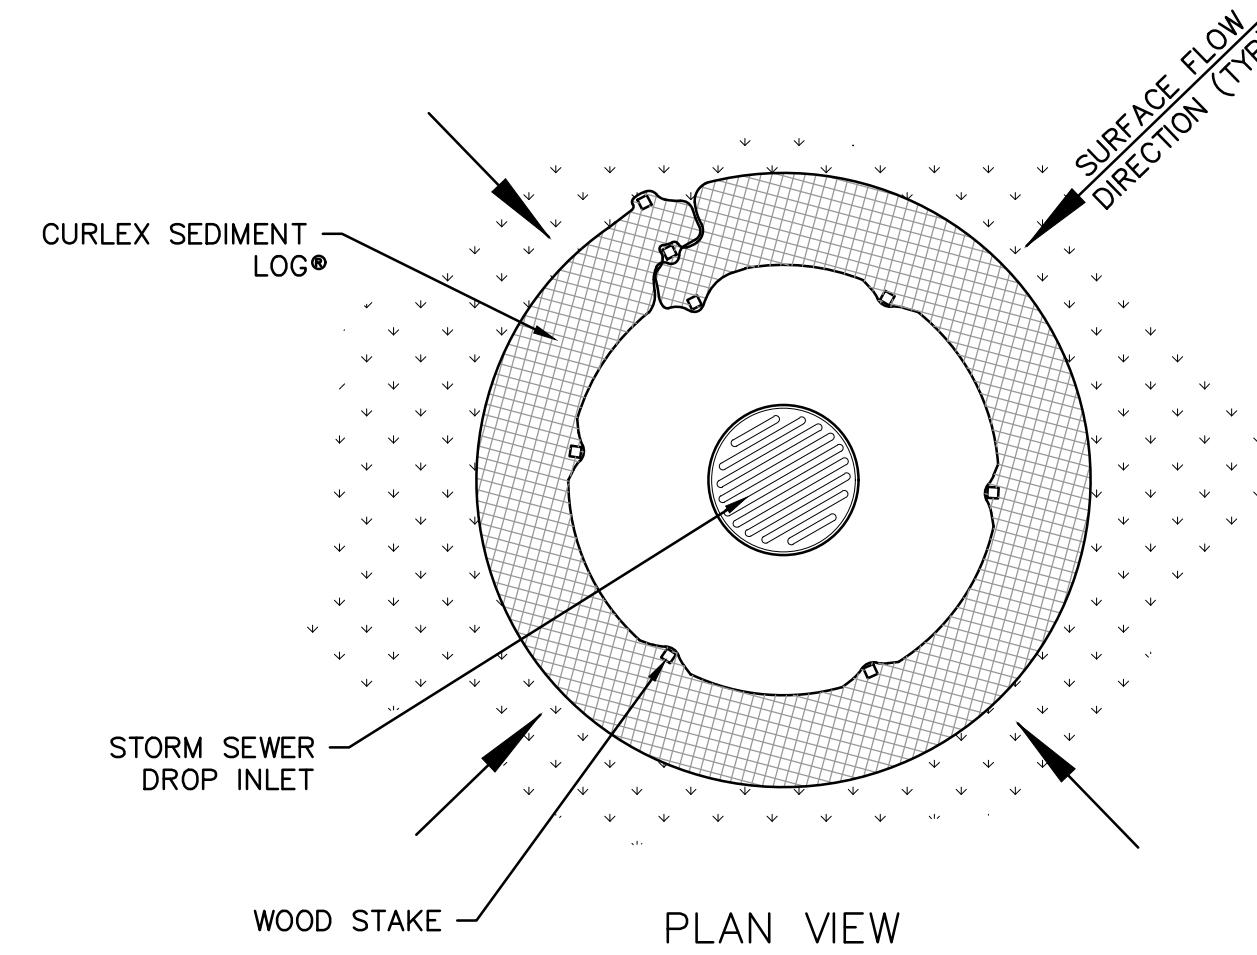 SURFACE FLOW
DIRECTION (TYP
CURLEX SEDIMENT
LOG®
STORM SEWER
DROP INLET
WOOD STAKE
PLAN VIEW